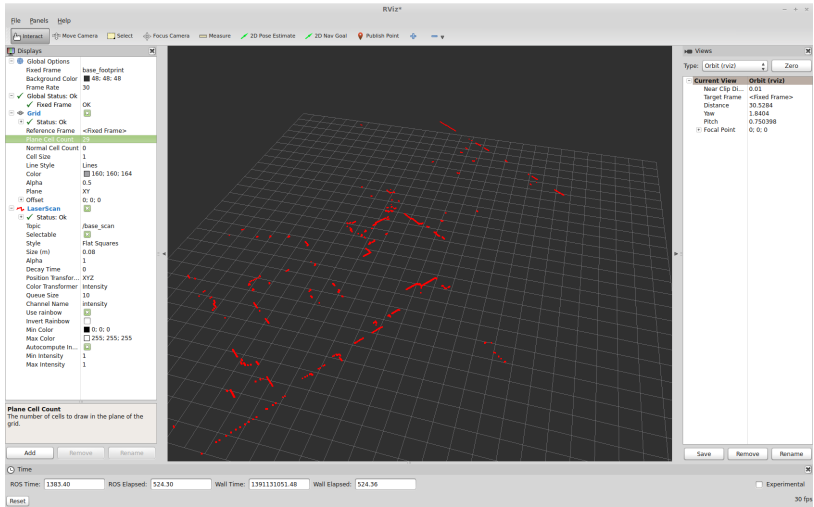 RViz*
File Panels Help
Interact Move Camera Select Focus Camera Measure 2D Pose Estimate 2D Nav Goal Publish Point
Displays
Global Options
Fixed Frame base_footprint
Background Color 48; 48; 48
Frame Rate 30
Global Status: Ok
Fixed Frame OK
Grid
Status: Ok
Reference Frame <Fixed Frame>
Plane Cell Count 29
Normal Cell Count 0
Cell Size 1
Line Style Lines
Color 160; 160; 164
Alpha 0.5
Plane XY
Offset 0; 0; 0
LaserScan
Status: Ok
Topic /base_scan
Selectable
Style Flat Squares
Size (m) 0.08
Alpha 1
Decay Time 0
Position Transfor... XYZ
Color Transformer Intensity
Queue Size 10
Channel Name intensity
Use rainbow
Invert Rainbow
Min Color 0; 0; 0
Max Color 255; 255; 255
Autocompute In...
Min Intensity 1
Max Intensity 1
Plane Cell Count
The number of cells to draw in the plane of the
grid.
Add Remove Rename
Views
Type: Orbit (rviz) Zero
Current View Orbit (rviz)
Near Clip Di... 0.01
Target Frame <Fixed Frame>
Distance 30.5284
Yaw 1.8404
Pitch 0.750398
Focal Point 0; 0; 0
Save Remove Rename
Time
ROS Time: 1383.40 ROS Elapsed: 524.30 Wall Time: 1391131051.48 Wall Elapsed: 524.36 Experimental
Reset 30 fps